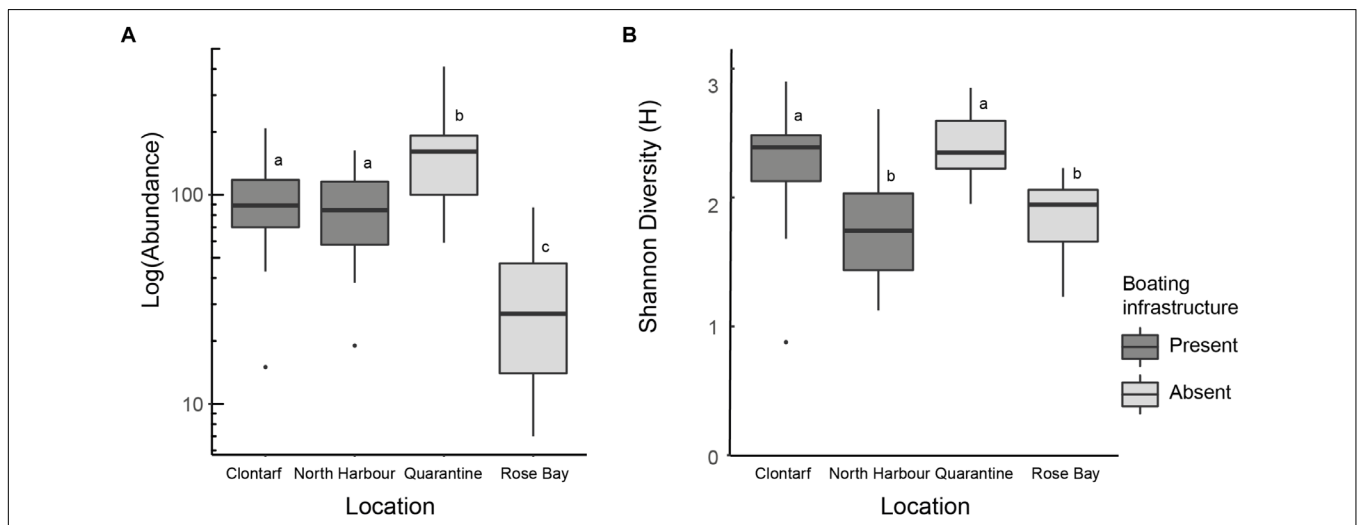 A
Log(Abundance)
100
10
a
a
b
c
Clontarf North Harbour Quarantine Rose Bay
Location
B
Shannon Diversity (H)
3
2
1
0
a
b
a
b
Clontarf North Harbour Quarantine Rose Bay
Location
Boating
infrastructure
Present
Absent